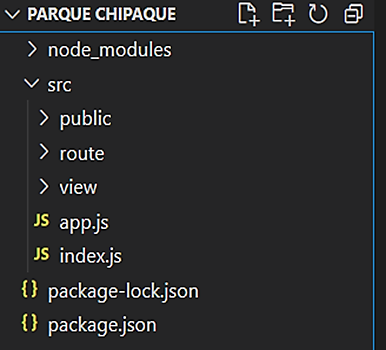 PARQUE CHIPAQUE
node_modules
src
public
route
view
JS app.js
JS index.js
{} package-lock.json
{} package.json